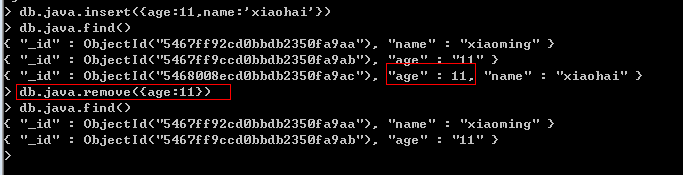 > db.java.insert({age:11,name:'xiaohai'})
> db.java.find()
{ "_id" : ObjectId("5467ff92cd0bbdb2350fa9aa"), "name" : "xiaoming" }
{ "_id" : ObjectId("5467ff9ccd0bbdb2350fa9ab"), "age" : "11" }
{ "_id" : ObjectId("5468008ecd0bbdb2350fa9ac"), "age" : 11, "name" : "xiaohai" }
> db.java.remove({age:11})
> db.java.find()
{ "_id" : ObjectId("5467ff92cd0bbdb2350fa9aa"), "name" : "xiaoming" }
{ "_id" : ObjectId("5467ff9ccd0bbdb2350fa9ab"), "age" : "11" }
>